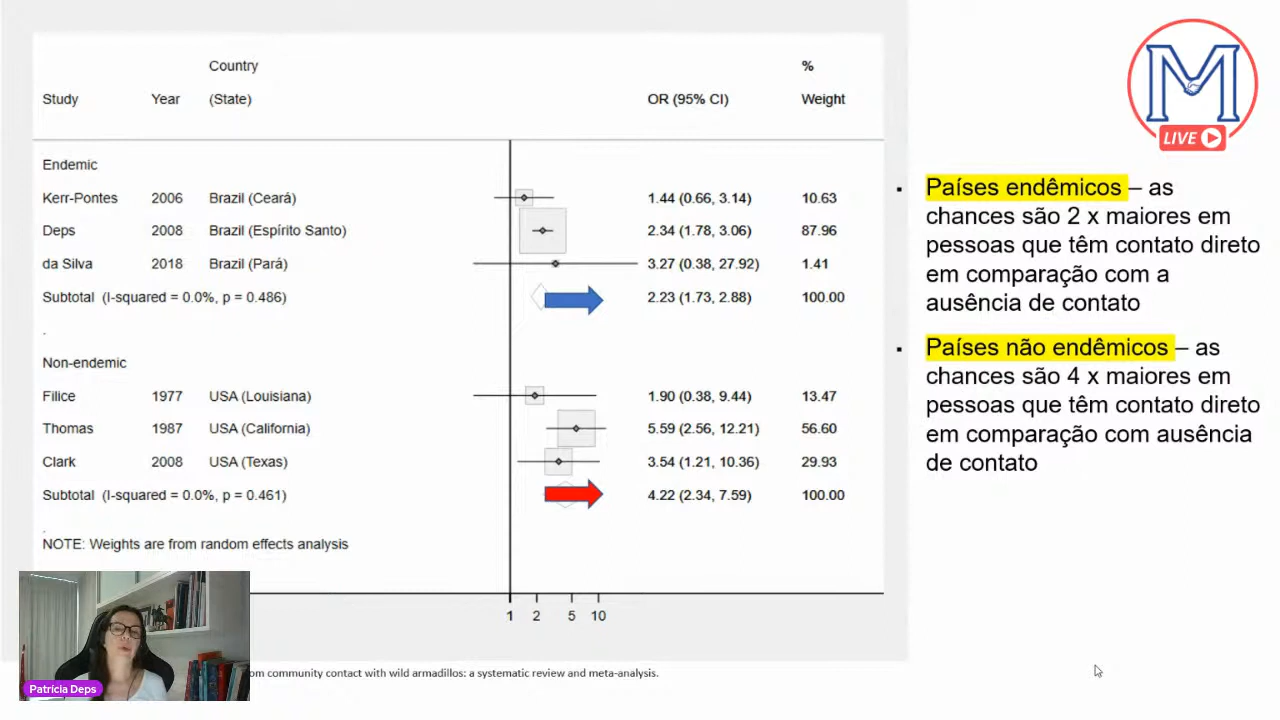 Country
%
Study Year (State) OR (95% CI) Weight
Endemic
Kerr-Pontes 2006 Brazil (Ceará) 1.44 (0.66, 3.14) 10.63
Deps 2008 Brazil (Espírito Santo) 2.34 (1.78, 3.06) 87.96
da Silva 2018 Brazil (Pará) 3.27 (0.38, 27.92) 1.41
Subtotal (I-squared = 0.0%, p = 0.486) 2.23 (1.73, 2.88) 100.00
.
Non-endemic
Filice 1977 USA (Louisiana) 1.90 (0.38, 9.44) 13.47
Thomas 1987 USA (California) 5.59 (2.56, 12.21) 56.60
Clark 2008 USA (Texas) 3.54 (1.21, 10.36) 29.93
Subtotal (I-squared = 0.0%, p = 0.461) 4.22 (2.34, 7.59) 100.00
.
NOTE: Weights are from random effects analysis
1 2 5 10
M
LIVE
▪ Países endêmicos – as
chances são 2 x maiores em
pessoas que têm contato direto
em comparação com a
ausência de contato
▪ Países não endêmicos – as
chances são 4 x maiores em
pessoas que têm contato direto
em comparação com ausência
de contato
community contact with wild armadillos: a systematic review and meta-analysis.
Patricia Deps